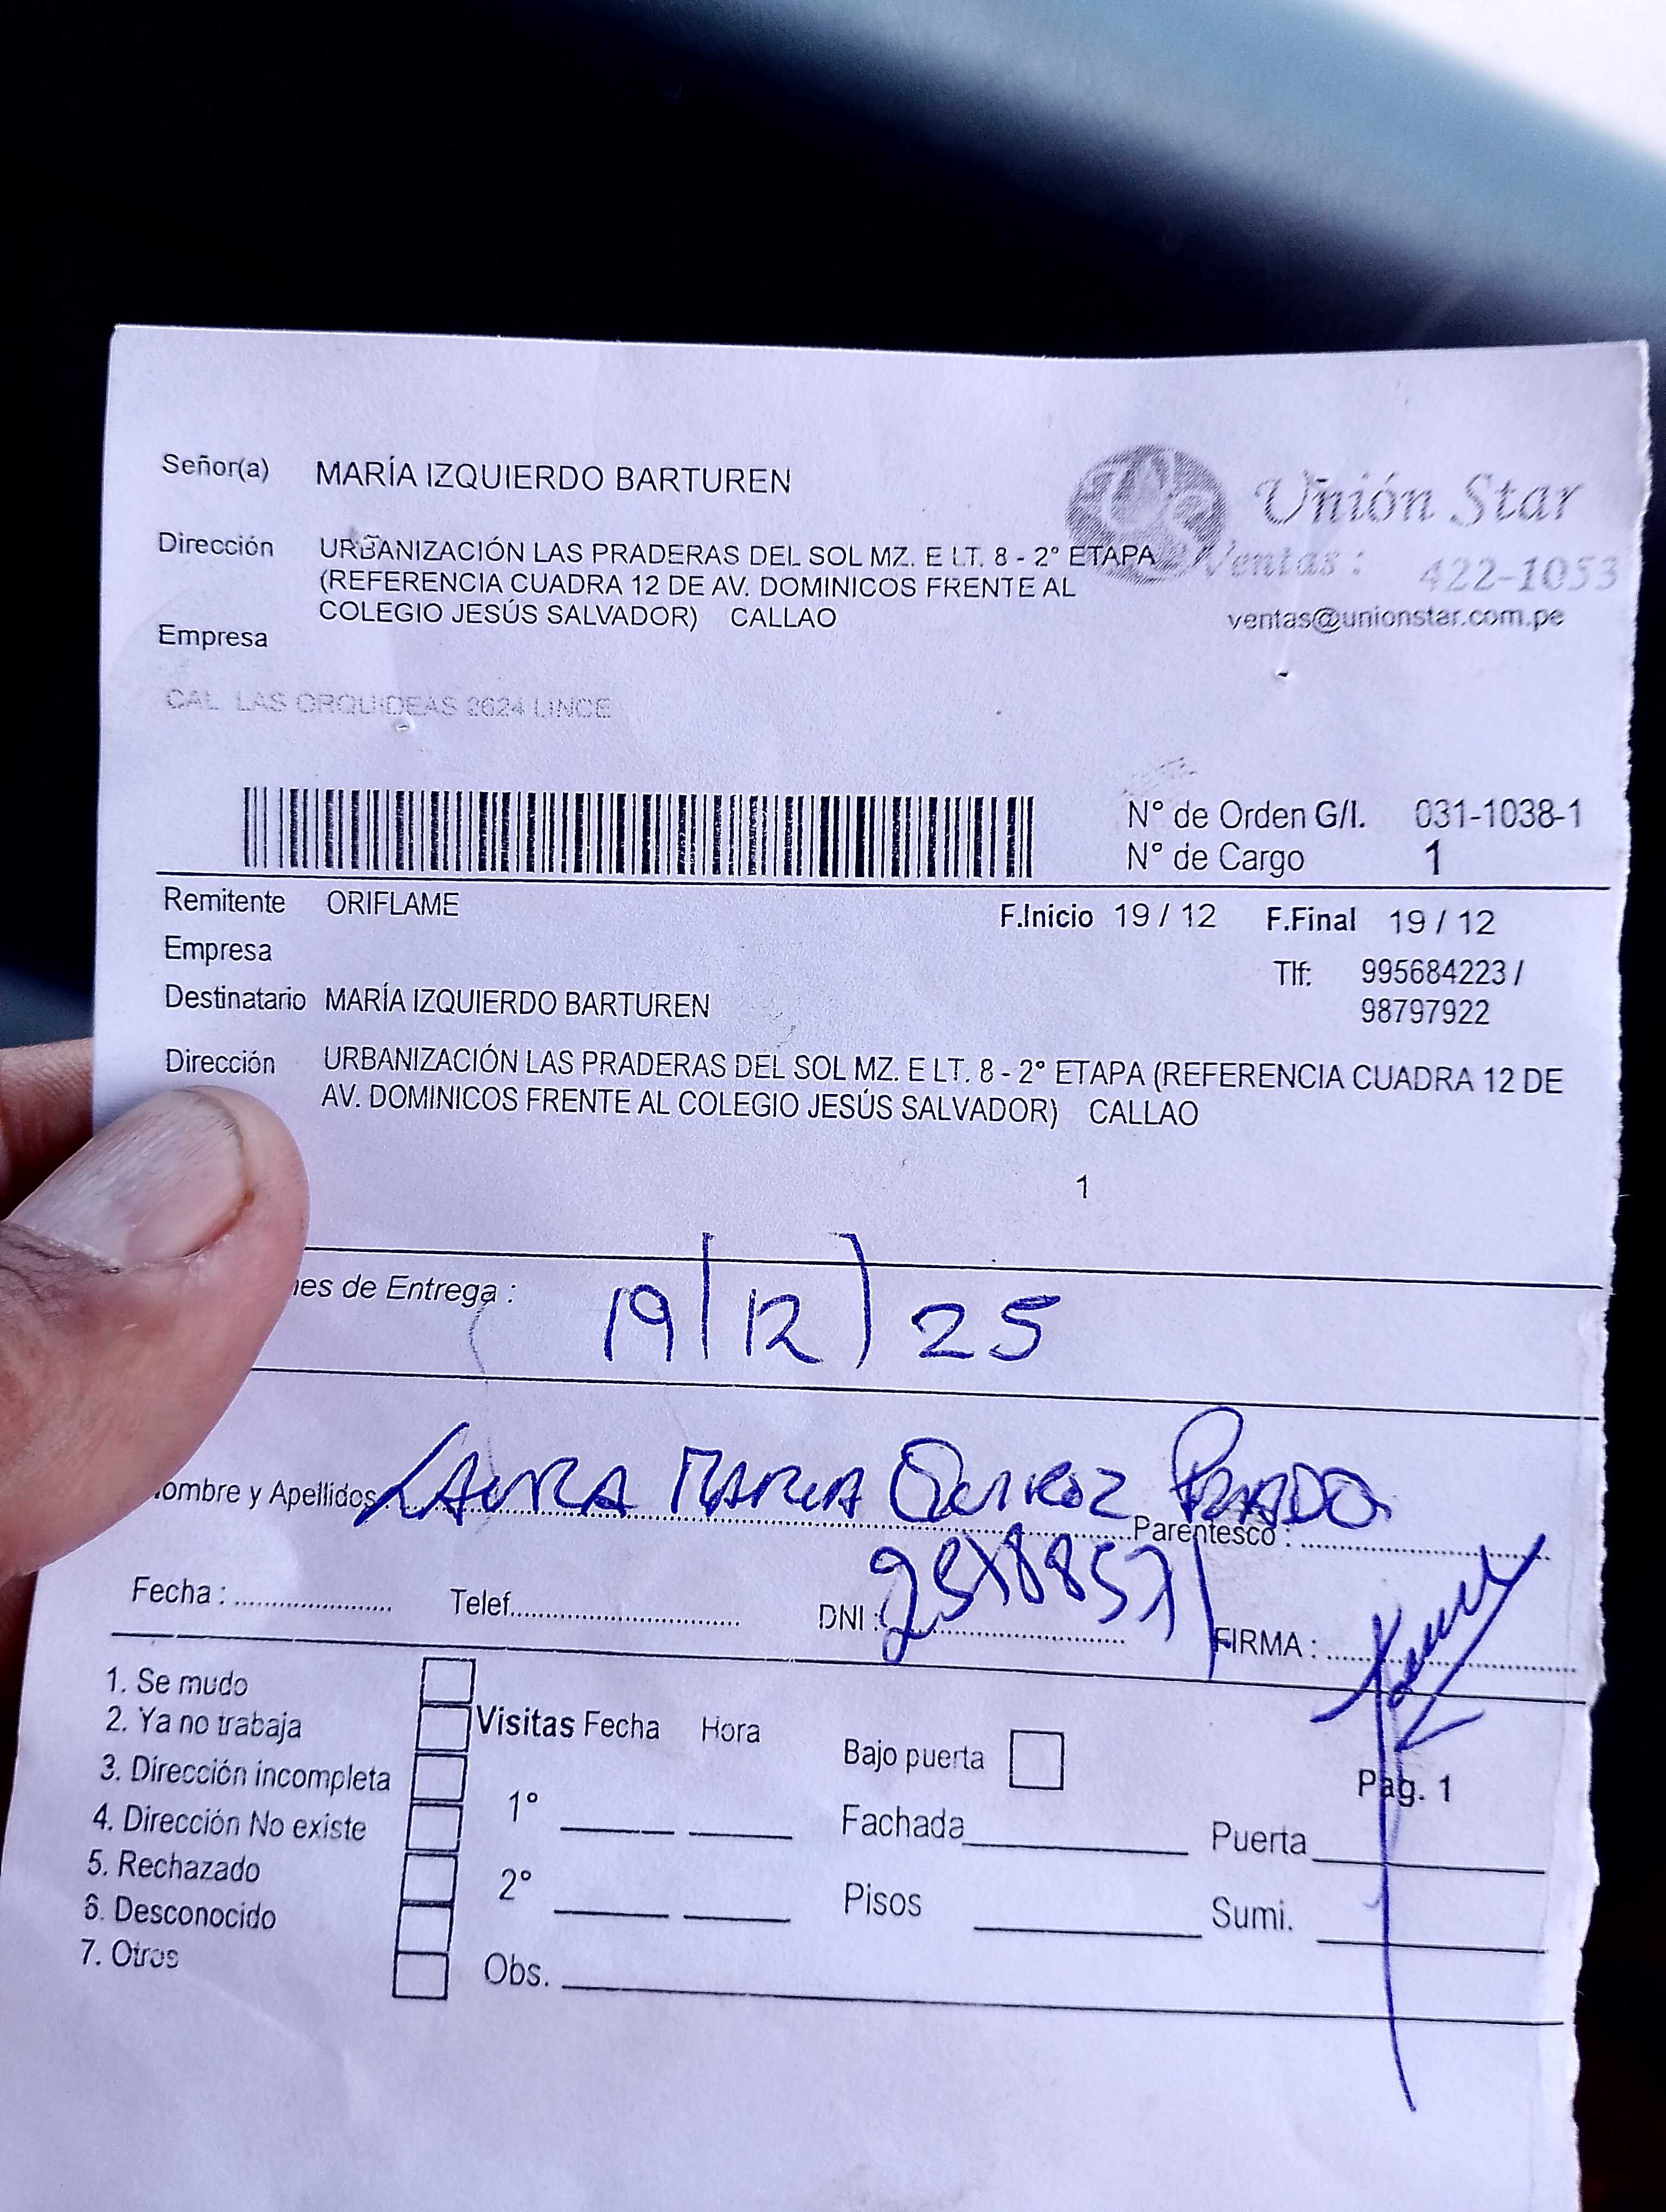 Señor(a) MARÍA IZQUIERDO BARTUREN
Unión Star
Dirección URBANIZACIÓN LAS PRADERAS DEL SOL MZ. E LT. 8 - 2° ETAPA
(REFERENCIA CUADRA 12 DE AV. DOMINICOS FRENTE AL
COLEGIO JESÚS SALVADOR) CALLAO
Ventas : 422-1053
ventas@unionstar.com.pe
Empresa
CAL. LAS ORQUIDEAS 2624 LINCE
N° de Orden G/I. 031-1038-1
N° de Cargo 1
Remitente ORIFLAME
F.Inicio 19 / 12 F.Final 19 / 12
Empresa
Tlf: 995684223 /
98797922
Destinatario MARÍA IZQUIERDO BARTUREN
Dirección URBANIZACIÓN LAS PRADERAS DEL SOL MZ. E LT. 8 - 2° ETAPA (REFERENCIA CUADRA 12 DE
AV. DOMINICOS FRENTE AL COLEGIO JESÚS SALVADOR) CALLAO
1
de Entrega : 19/12/25
y Apellidos LAURA MARIA QUIROZ PRADO
Parentesco :
Fecha : Telef. DNI : FIRMA :
1. Se mudo
2. Ya no trabaja
3. Dirección incompleta
4. Dirección No existe
5. Rechazado
6. Desconocido
7. Otros
Visitas Fecha Hora
1°
2°
Obs.
Bajo puerta
Pag. 1
Fachada Puerta
Pisos Sumi.